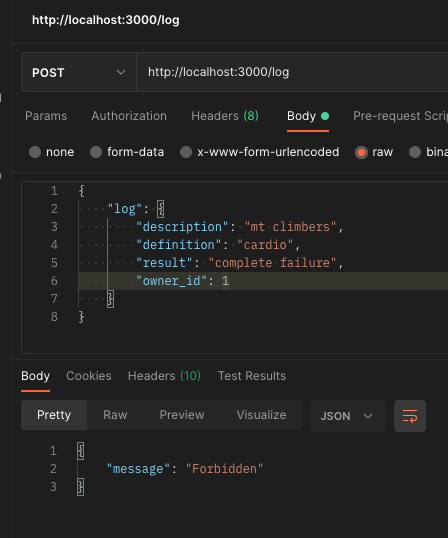 http://localhost:3000/log
POST http://localhost:3000/log
Params Authorization Headers (8) Body Pre-request Scrip
none form-data x-www-form-urlencoded raw bina
1 {
2 "log": {
3 "description": "mt climbers",
4 "definition": "cardio",
5 "result": "complete failure",
6 "owner_id": 1
7 }
8 }
Body Cookies Headers (10) Test Results
Pretty Raw Preview Visualize JSON
1 {
2 "message": "Forbidden"
3 }